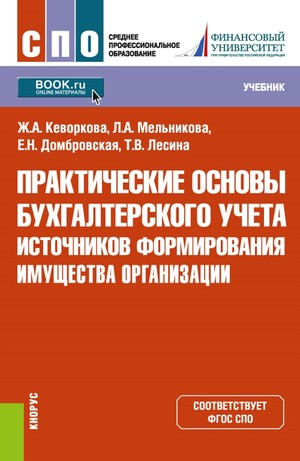 СПО
СРЕДНЕЕ
ПРОФЕССИОНАЛЬНОЕ
ОБРАЗОВАНИЕ
ФИНАНСОВЫЙ
УНИВЕРСИТЕТ
ПРИ ПРАВИТЕЛЬСТВЕ РОССИЙСКОЙ ФЕДЕРАЦИИ
BOOK.ru
ONLINE МАТЕРИАЛЫ
УЧЕБНИК
Ж.А. Кеворкова, Л.А. Мельникова,
Е.Н. Домбровская, Т.В. Лесина
ПРАКТИЧЕСКИЕ ОСНОВЫ
БУХГАЛТЕРСКОГО УЧЕТА
ИСТОЧНИКОВ ФОРМИРОВАНИЯ
ИМУЩЕСТВА ОРГАНИЗАЦИИ
СООТВЕТСТВУЕТ
ФГОС СПО
КНОРУС